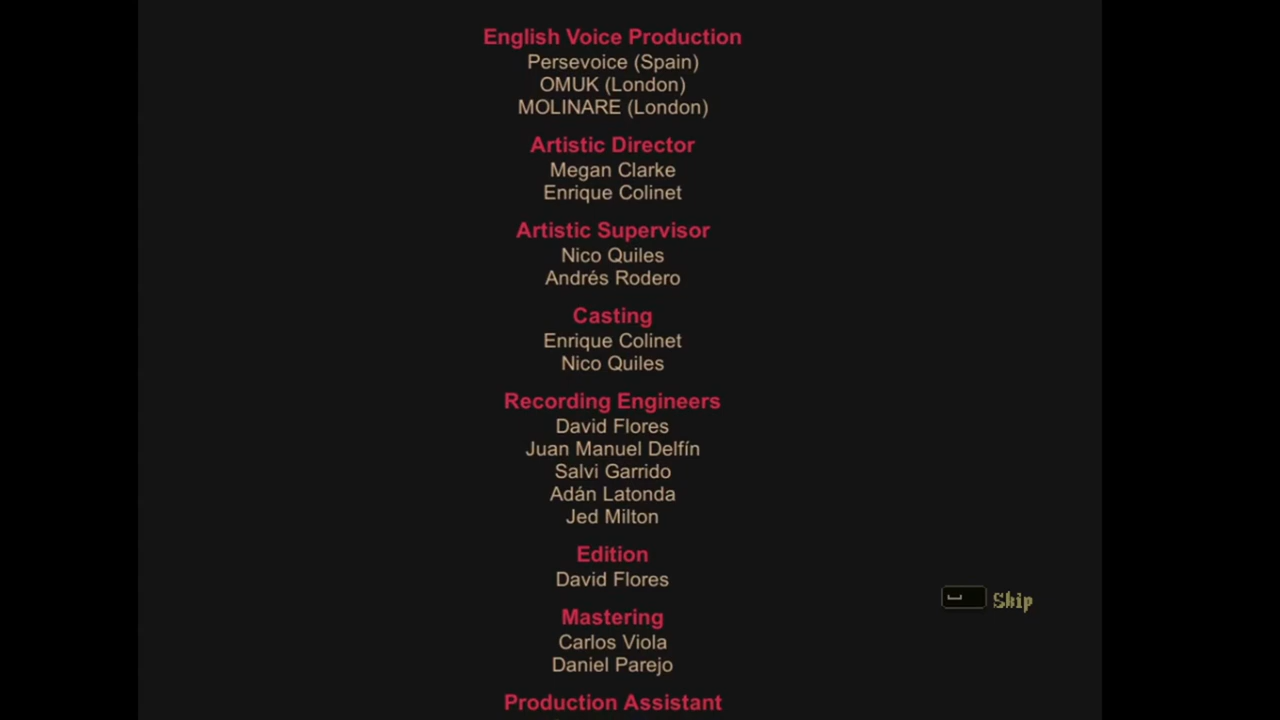 English Voice Production
Persevoice (Spain)
OMUK (London)
MOLINARE (London)
Artistic Director
Megan Clarke
Enrique Colinet
Artistic Supervisor
Nico Quiles
Andrés Rodero
Casting
Enrique Colinet
Nico Quiles
Recording Engineers
David Flores
Juan Manuel Delfín
Salvi Garrido
Adán Latonda
Jed Milton
Edition
David Flores
Skip
Mastering
Carlos Viola
Daniel Parejo
Production Assistant